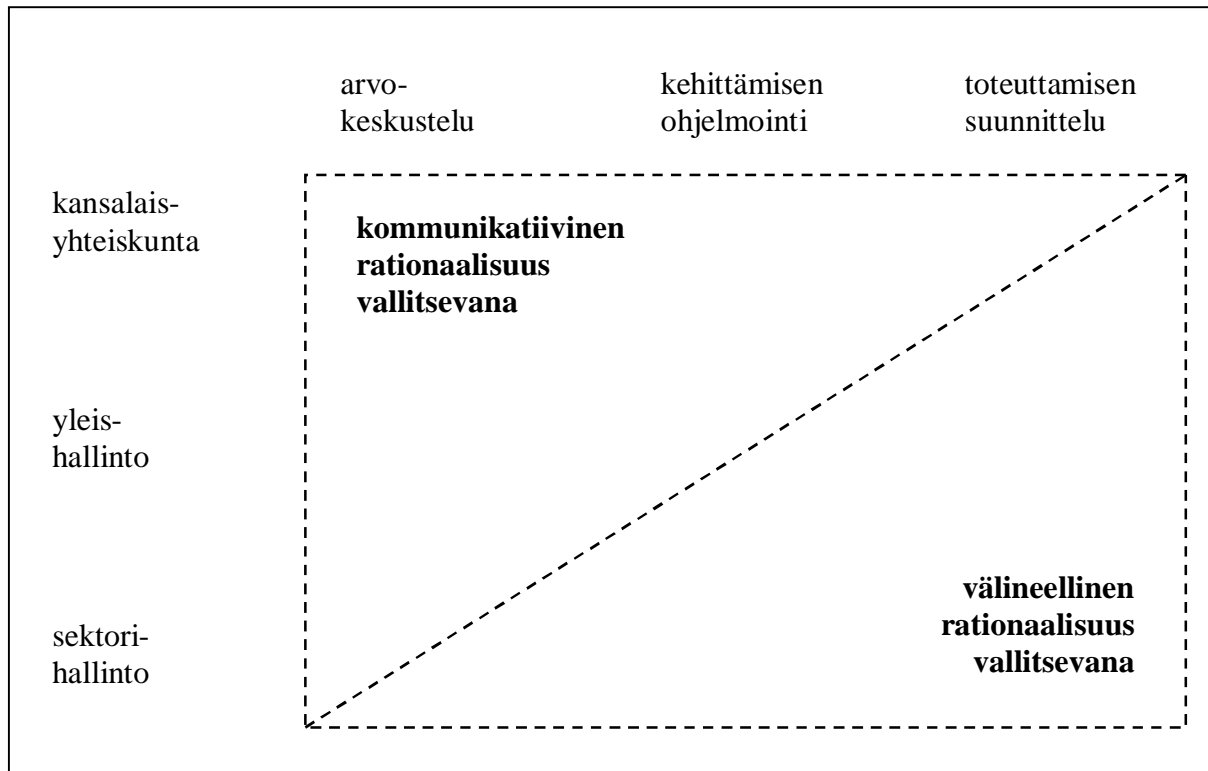 arvo-
keskustelu
kehittämisen
ohjelmointi
toteuttamisen
suunnittelu
kansalais-
yhteiskunta
kommunikatiivinen
rationaalisuus
vallitsevana
yleis-
hallinto
sektori-
hallinto
välineellinen
rationaalisuus
vallitsevana